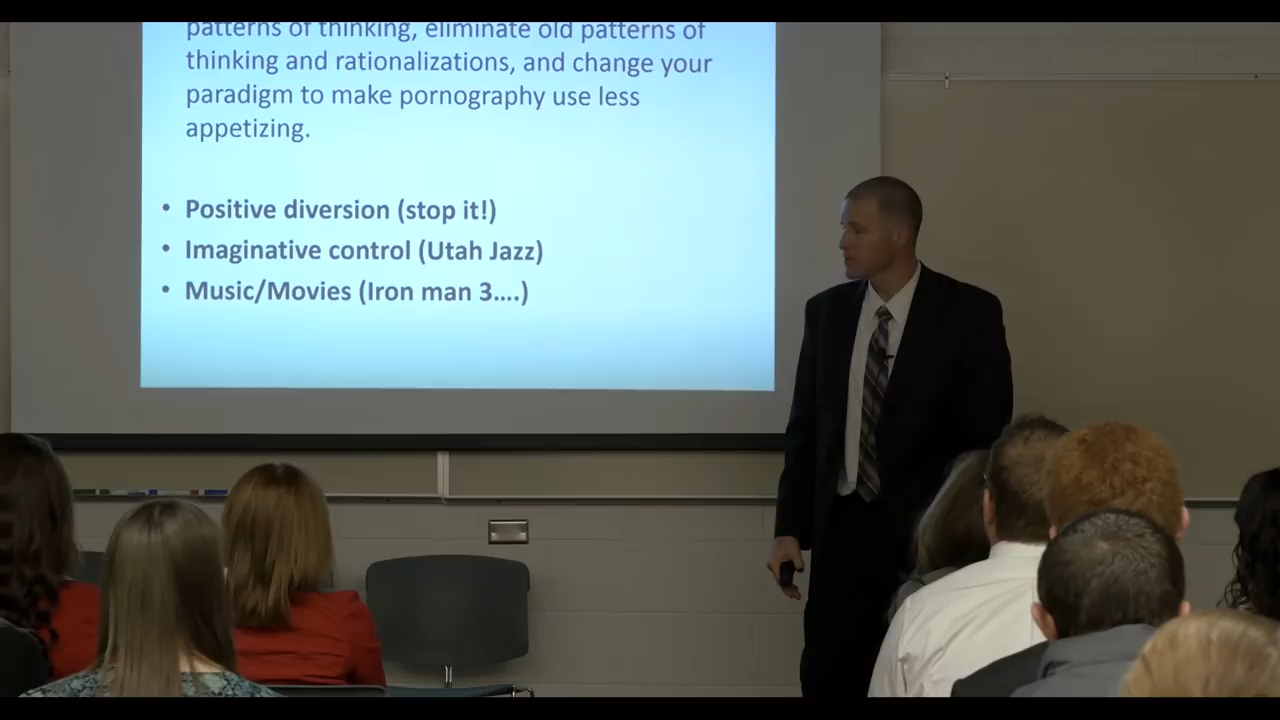 patterns of thinking, eliminate old patterns of
thinking and rationalizations, and change your
paradigm to make pornography use less
appetizing.
• Positive diversion (stop it!)
• Imaginative control (Utah Jazz)
• Music/Movies (Iron man 3....)